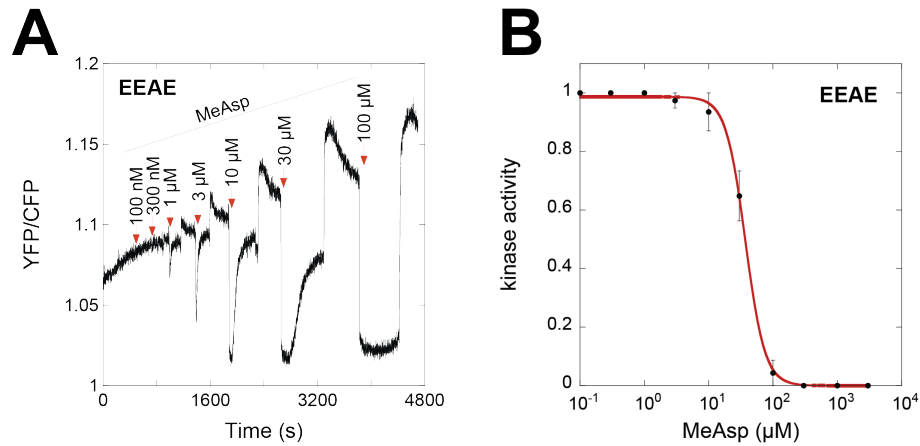 A
EEAE
MeAsp
100 nM
300 nM
1 µM
3 µM
10 µM
30 µM
100 µM
1.2
1.15
1.1
1.05
1
YFP/CFP
0
1600
3200
4800
Time (s)
B
EEAE
1
0.8
0.6
0.4
0.2
0
kinase activity
10⁻¹
10⁰
10¹
10²
10³
10⁴
MeAsp (µM)